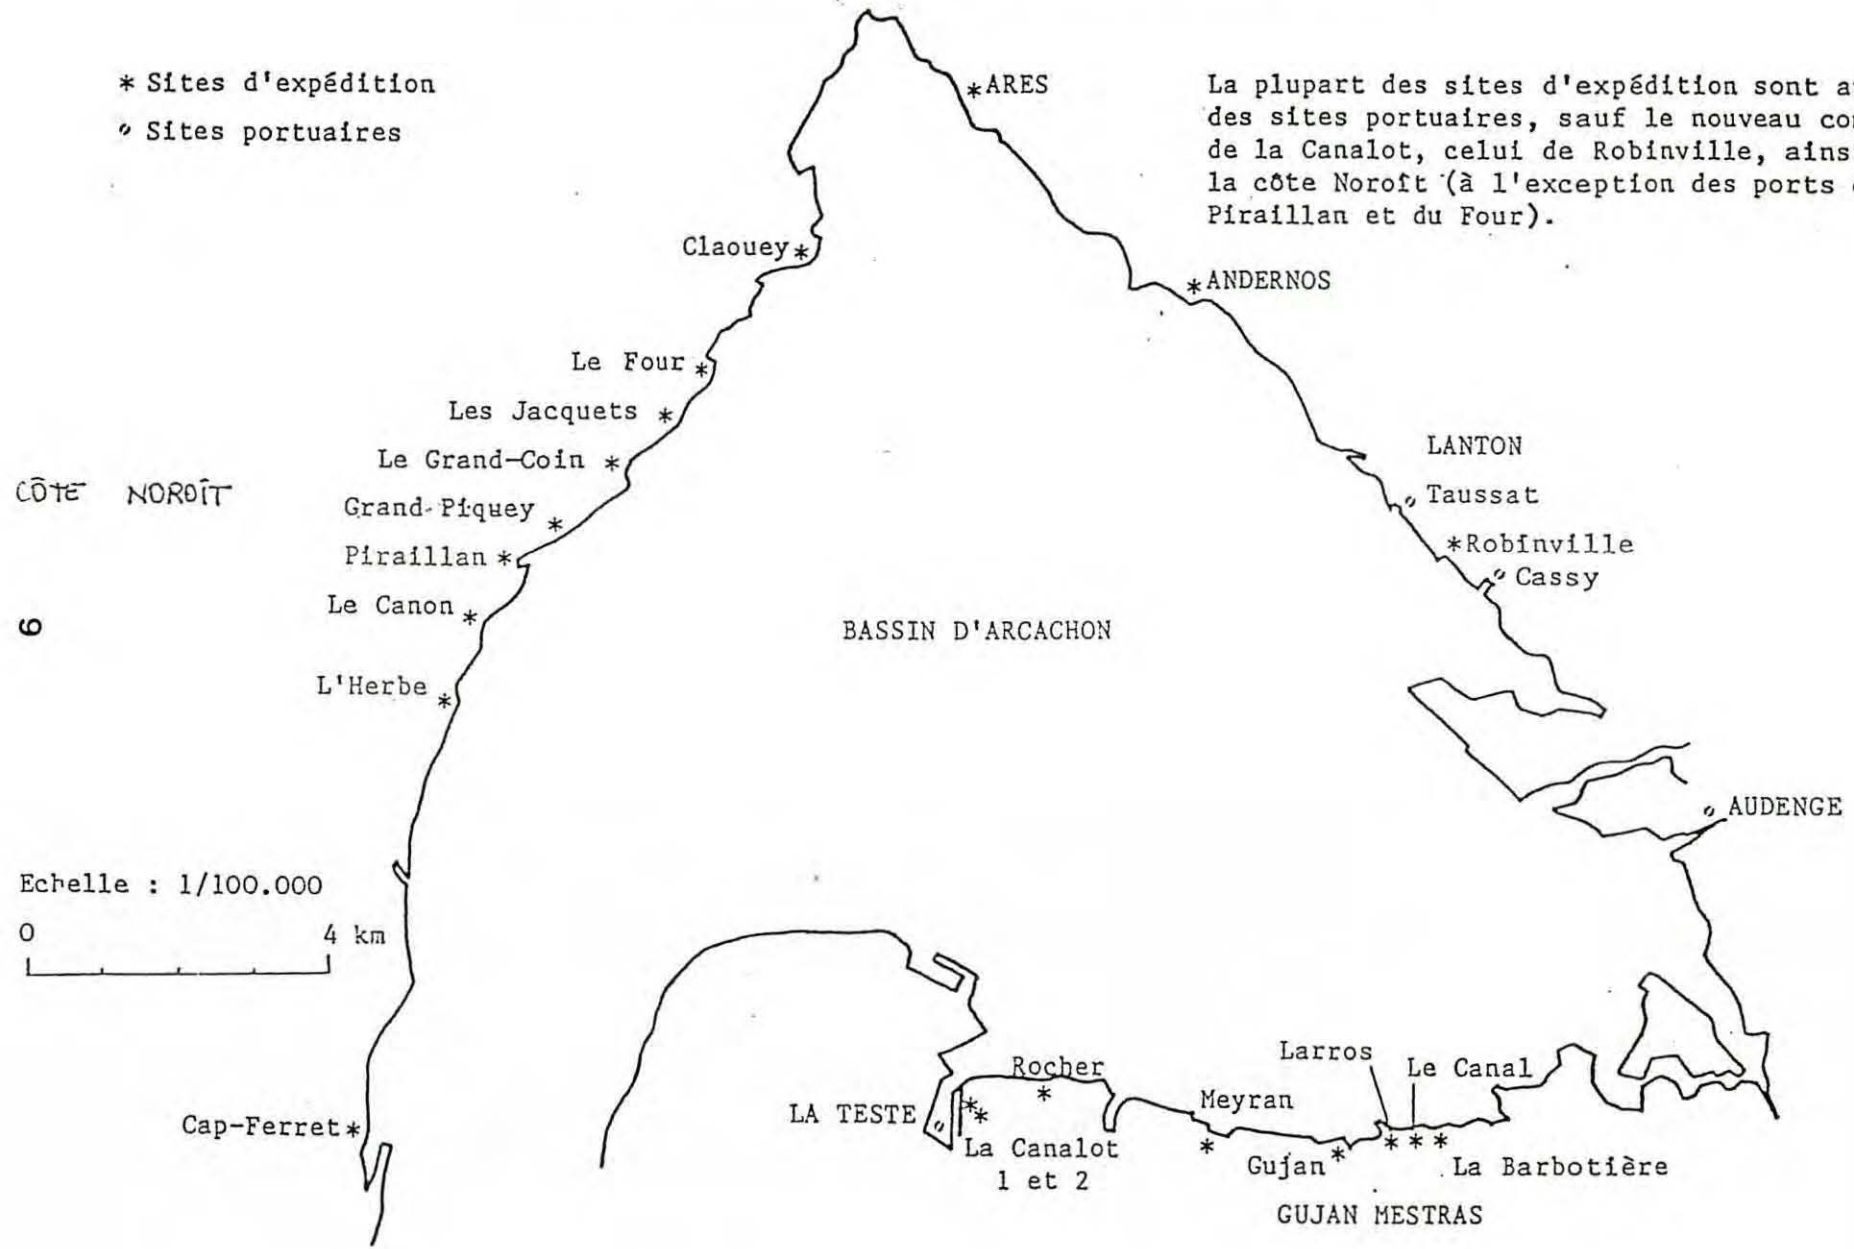 * Sites d'expédition
Sites portuaires
La plupart des sites d'expédition sont
des sites portuaires, sauf le nouveau
de la Canalot, celui de Robinville,
la côte Noroît (à l'exception des ports
Piraillan et du Four).
*ARES
Claouey*
*ANDERNOS
Le Four *
Les Jacquets *
LANTON
Le Grand-Coin *
CÔTE NOROÎT
Taussat
Grand-Piquey *
*Robinville
Piraillan *
Cassy
Le Canon *
6
BASSIN D'ARCACHON
L'Herbe *
AUDENGE
Echelle : 1/100.000
0 4 km
Larros
Rocher
*
Le Canal
Meyran
*
LA TESTE
**
Cap-Ferret*
La Canalot
1 et 2
Gujan *
* * *
La Barbotière
GUJAN MESTRAS